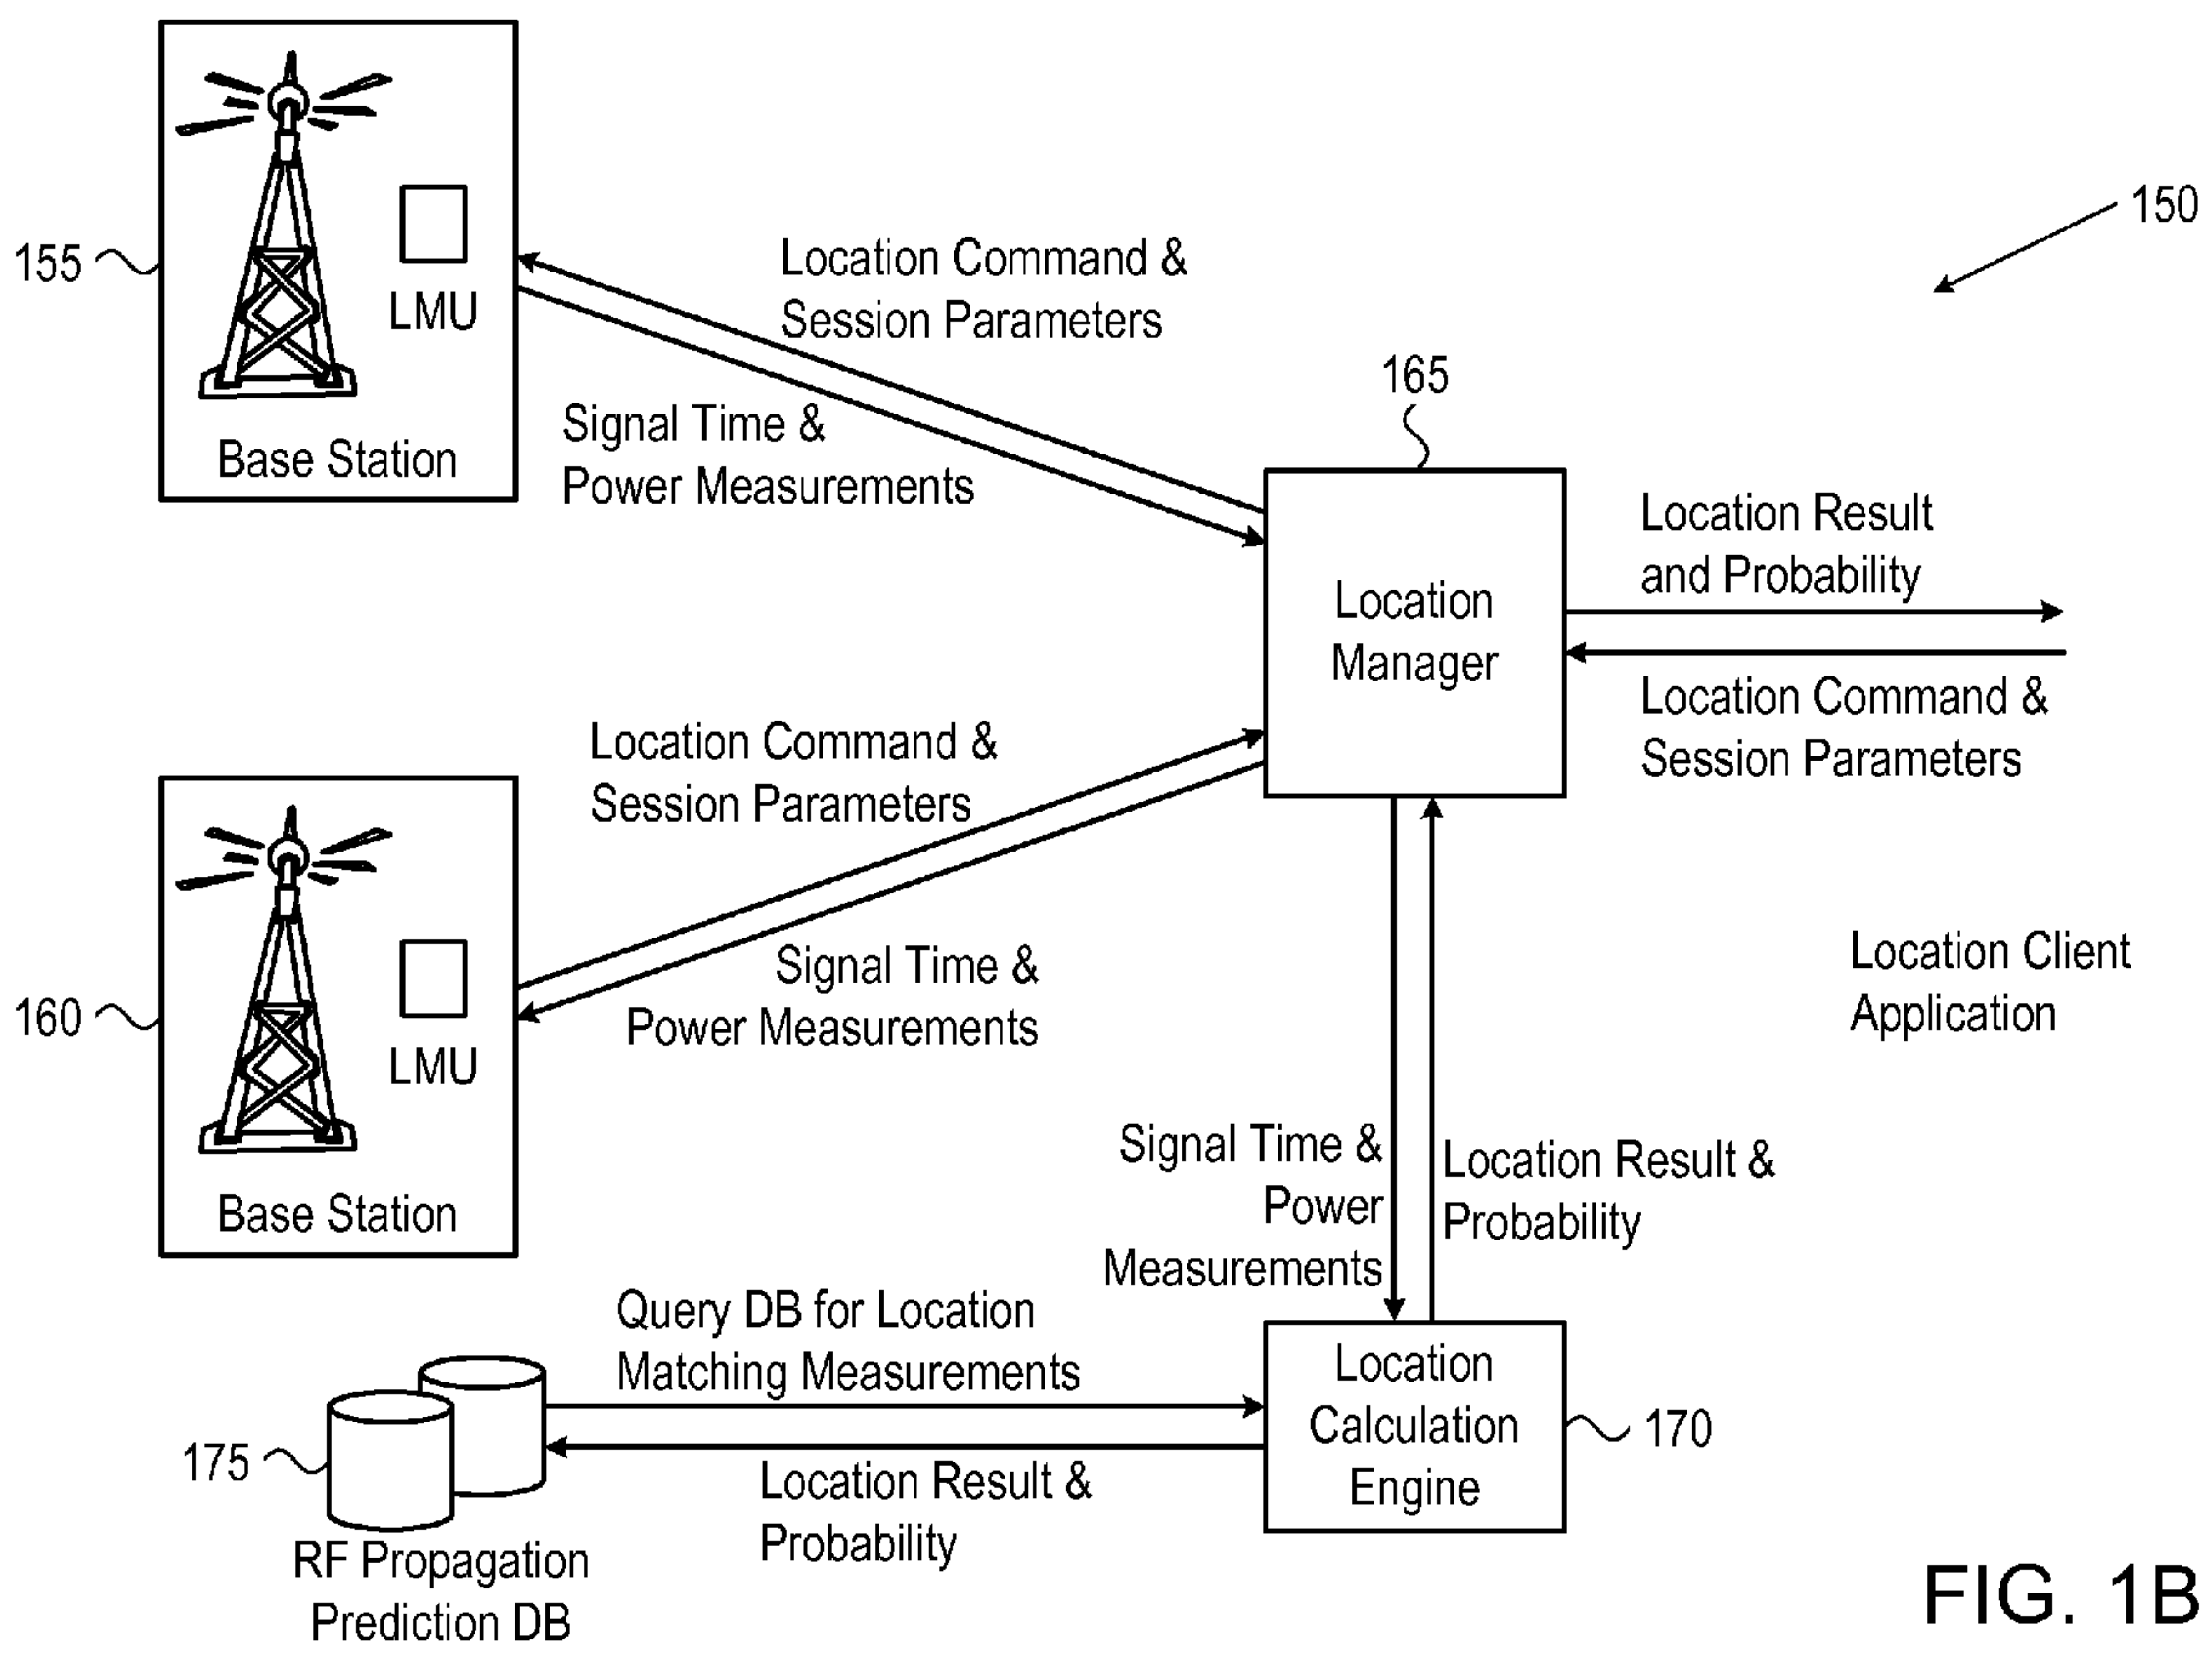 150
155
LMU
Base Station
Location Command &
Session Parameters
Signal Time &
Power Measurements
165
Location
Manager
Location Result
and Probability
Location Command &
Session Parameters
160
LMU
Base Station
Location Command &
Session Parameters
Signal Time &
Power Measurements
Location Client
Application
Signal Time &
Power
Measurements
Location Result &
Probability
Query DB for Location
Matching Measurements
Location Result &
Probability
175
RF Propagation
Prediction DB
Location
Calculation
Engine
170
FIG. 1B